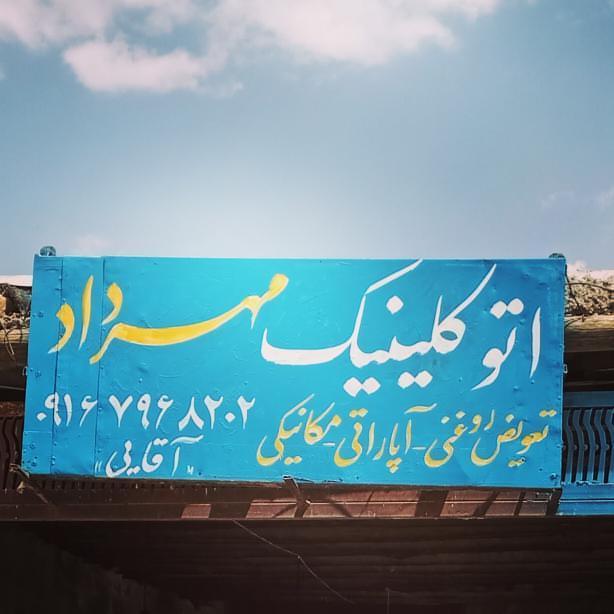 اتو کلینیک مهرداد
تعویض روغنی - آپاراتی - مکانیکی
۰۹۱۶ ۷۹۶ ۸۲۰۲
"آقایی"